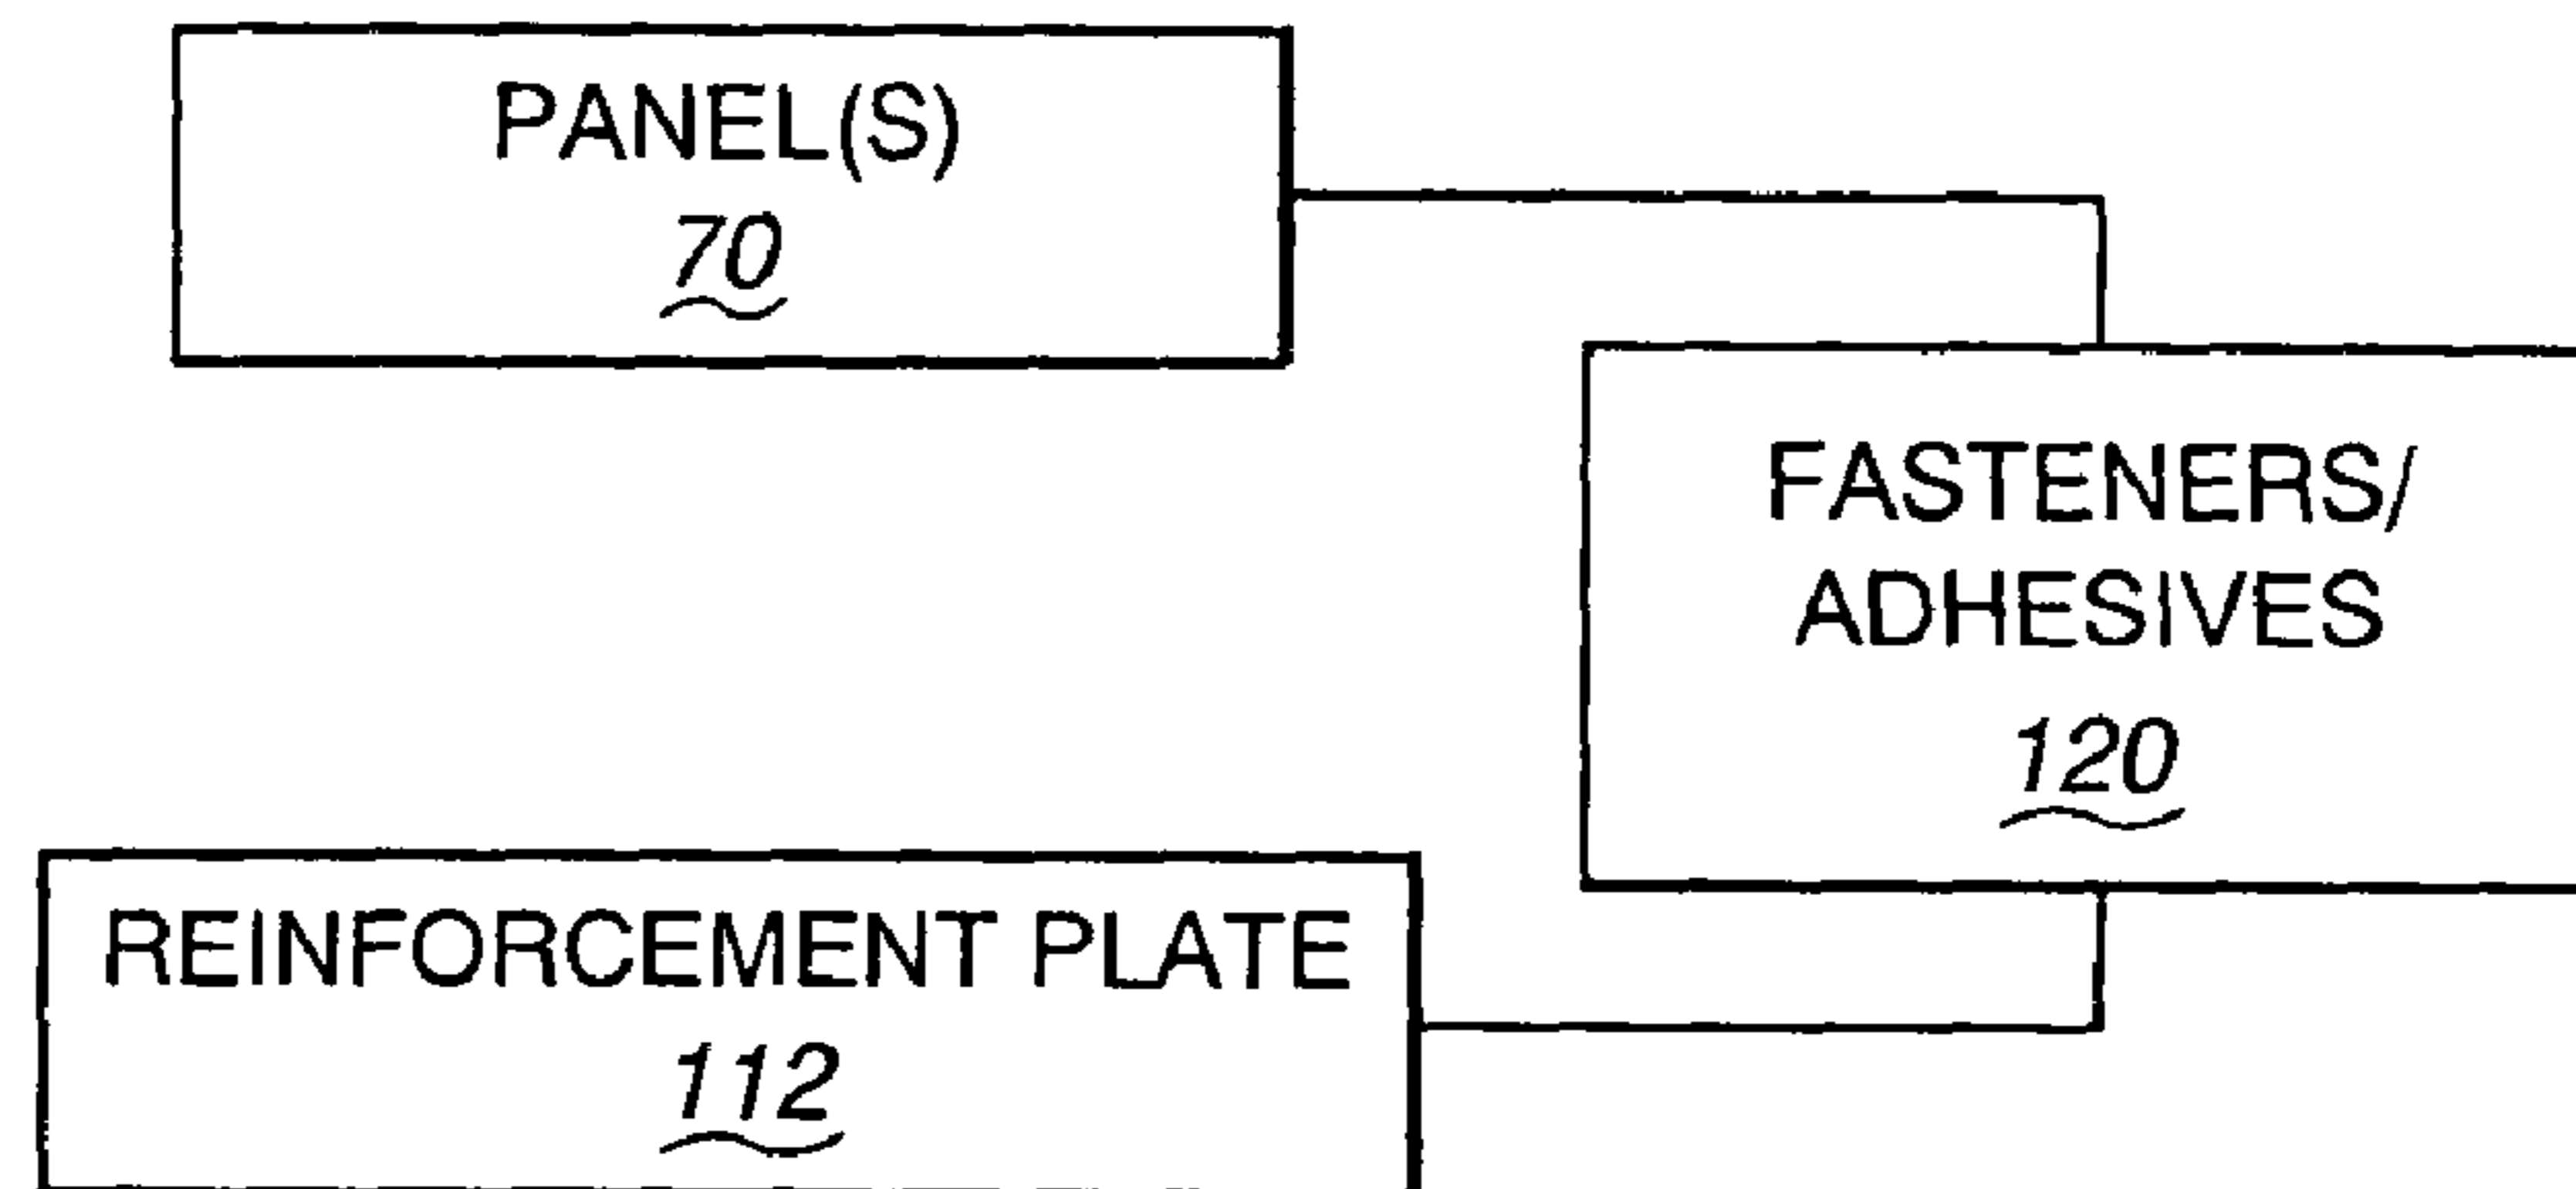 PANEL(S)
70
FASTENERS/
ADHESIVES
120
REINFORCEMENT PLATE
112